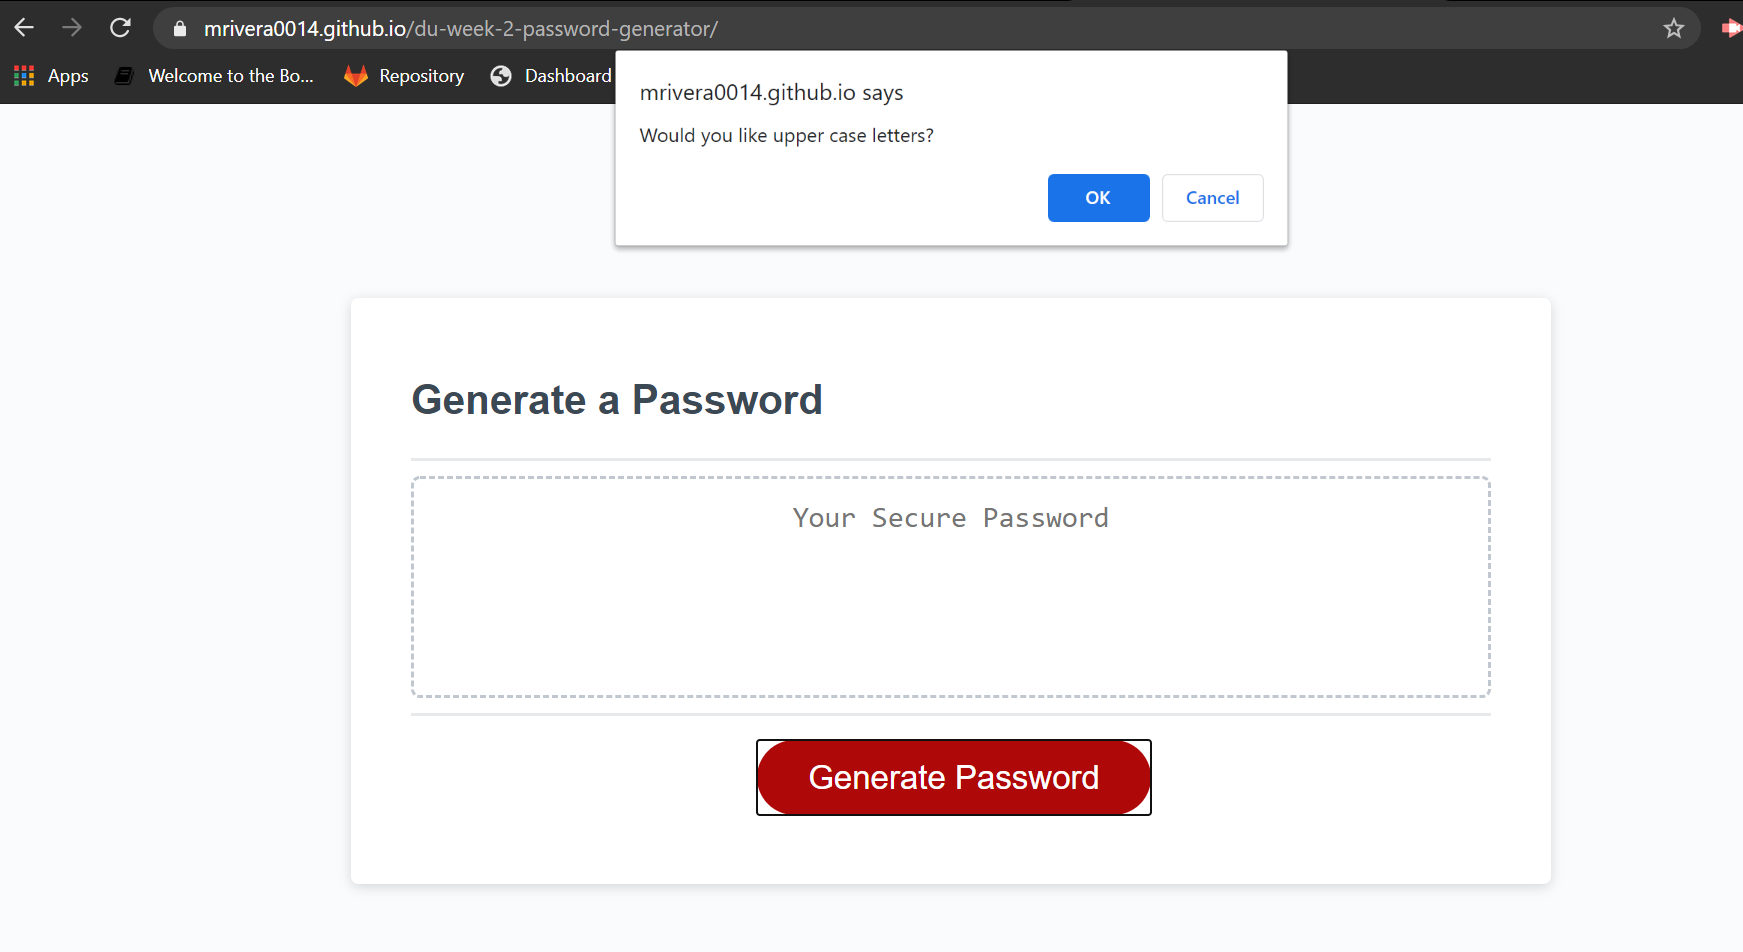 mrivera0014.github.io/du-week-2-password-generator/
Apps Welcome to the Bo... Repository Dashboard
mrivera0014.github.io says
Would you like upper case letters?
OK Cancel
Generate a Password
Your Secure Password
Generate Password